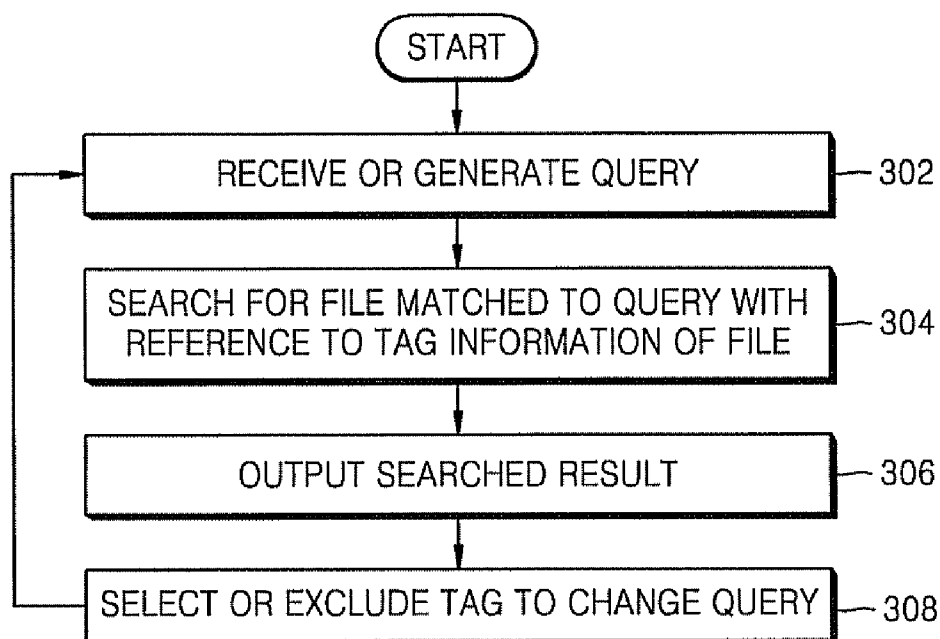 START
RECEIVE OR GENERATE QUERY
302
SEARCH FOR FILE MATCHED TO QUERY WITH
REFERENCE TO TAG INFORMATION OF FILE
304
OUTPUT SEARCHED RESULT
306
SELECT OR EXCLUDE TAG TO CHANGE QUERY
308